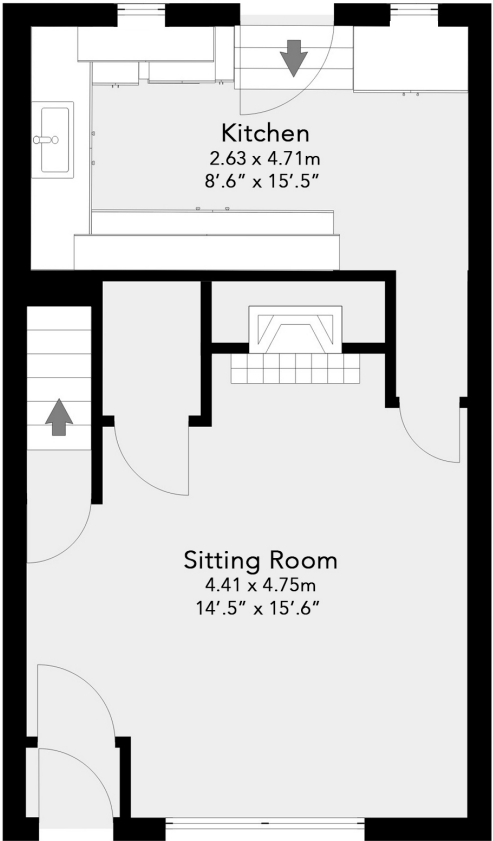 Kitchen
2.63 x 4.71m
8'.6" x 15'.5"
Sitting Room
4.41 x 4.75m
14'.5" x 15'.6"